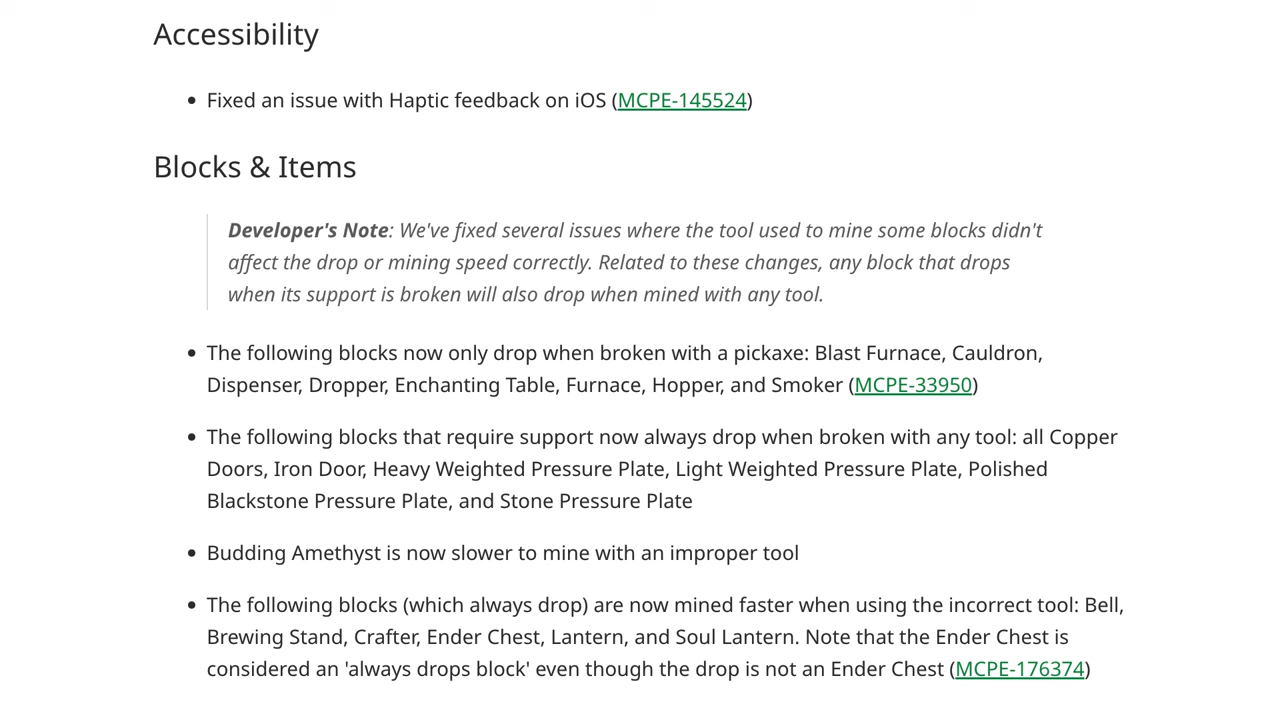 Accessibility
Fixed an issue with Haptic feedback on iOS (MCPE-145524)
Blocks & Items
Developer's Note: We've fixed several issues where the tool used to mine some blocks didn't
affect the drop or mining speed correctly. Related to these changes, any block that drops
when its support is broken will also drop when mined with any tool.
The following blocks now only drop when broken with a pickaxe: Blast Furnace, Cauldron,
Dispenser, Dropper, Enchanting Table, Furnace, Hopper, and Smoker (MCPE-33950)
The following blocks that require support now always drop when broken with any tool: all Copper
Doors, Iron Door, Heavy Weighted Pressure Plate, Light Weighted Pressure Plate, Polished
Blackstone Pressure Plate, and Stone Pressure Plate
Budding Amethyst is now slower to mine with an improper tool
The following blocks (which always drop) are now mined faster when using the incorrect tool: Bell,
Brewing Stand, Crafter, Ender Chest, Lantern, and Soul Lantern. Note that the Ender Chest is
considered an 'always drops block' even though the drop is not an Ender Chest (MCPE-176374)